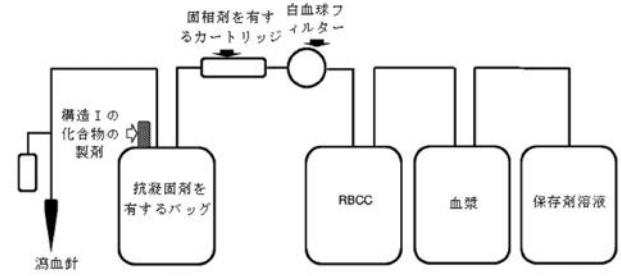 固相剤を有す
るカートリッジ
白血球フ
ィルター
構造Ⅰの
化合物の
製剤
抗凝固剤を
有するバッグ
RBCC
血漿
保存剤溶液
瀉血針